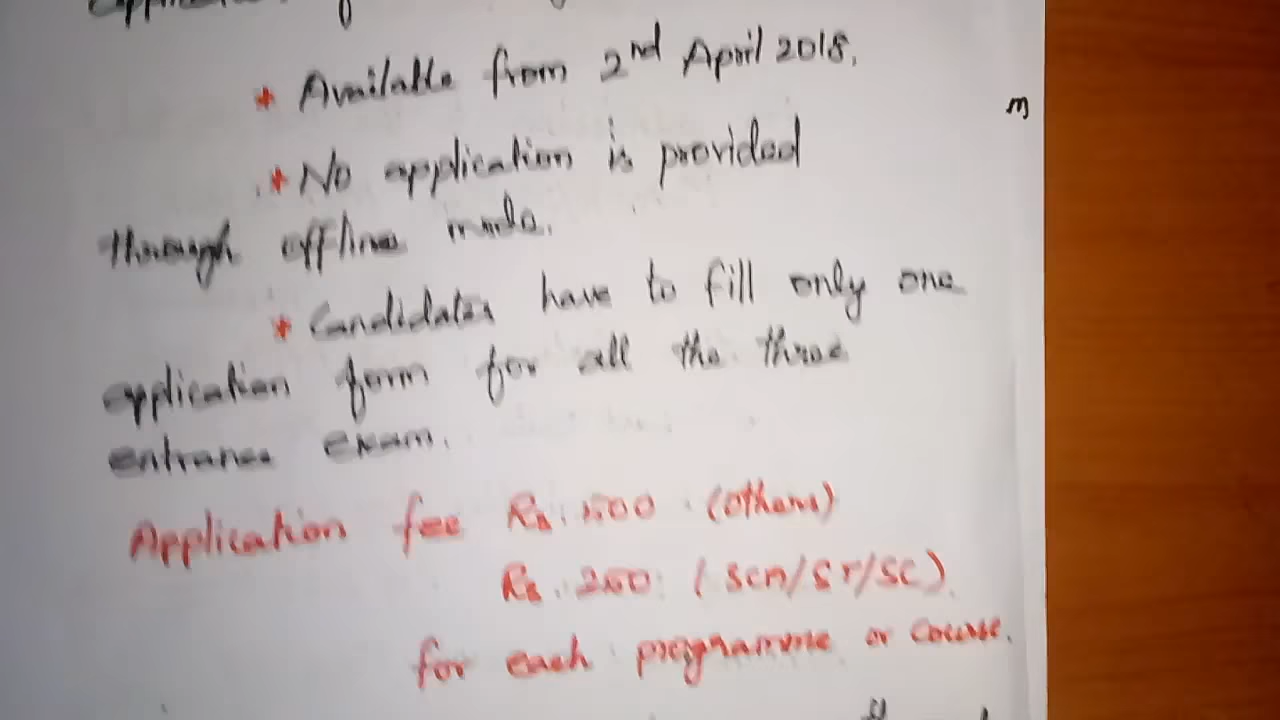 * Available from 2nd April 2018.
* No application is provided
through offline mode.
* Candidates have to fill only one
application form for all the three
entrance exam.
Application fee Rs. 500 (others)
Rs. 250 (SCA/ST/SC).
for each programme or course.